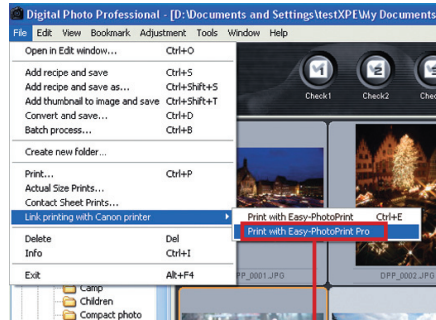 Digital Photo Professional - [D:\Documents and Settings\testXPE\My Documents
File Edit View Bookmark Adjustment Tools Window Help
Open in Edit window... Ctrl+O
Add recipe and save Ctrl+S
Add recipe and save as... Ctrl+Shift+S
Add thumbnail to image and save Ctrl+Shift+T
Convert and save... Ctrl+D
Batch process... Ctrl+B
Create new folder...
Print... Ctrl+P
Actual Size Prints...
Contact Sheet Prints...
Link printing with Canon printer
Print with Easy-PhotoPrint Ctrl+E
Print with Easy-PhotoPrint Pro
Delete Del
Info Ctrl+I
Exit Alt+F4
Camp
Children
Compact photo
1
2
Check1 Check2
DPP_0001.JPG DPP_0002.JPG